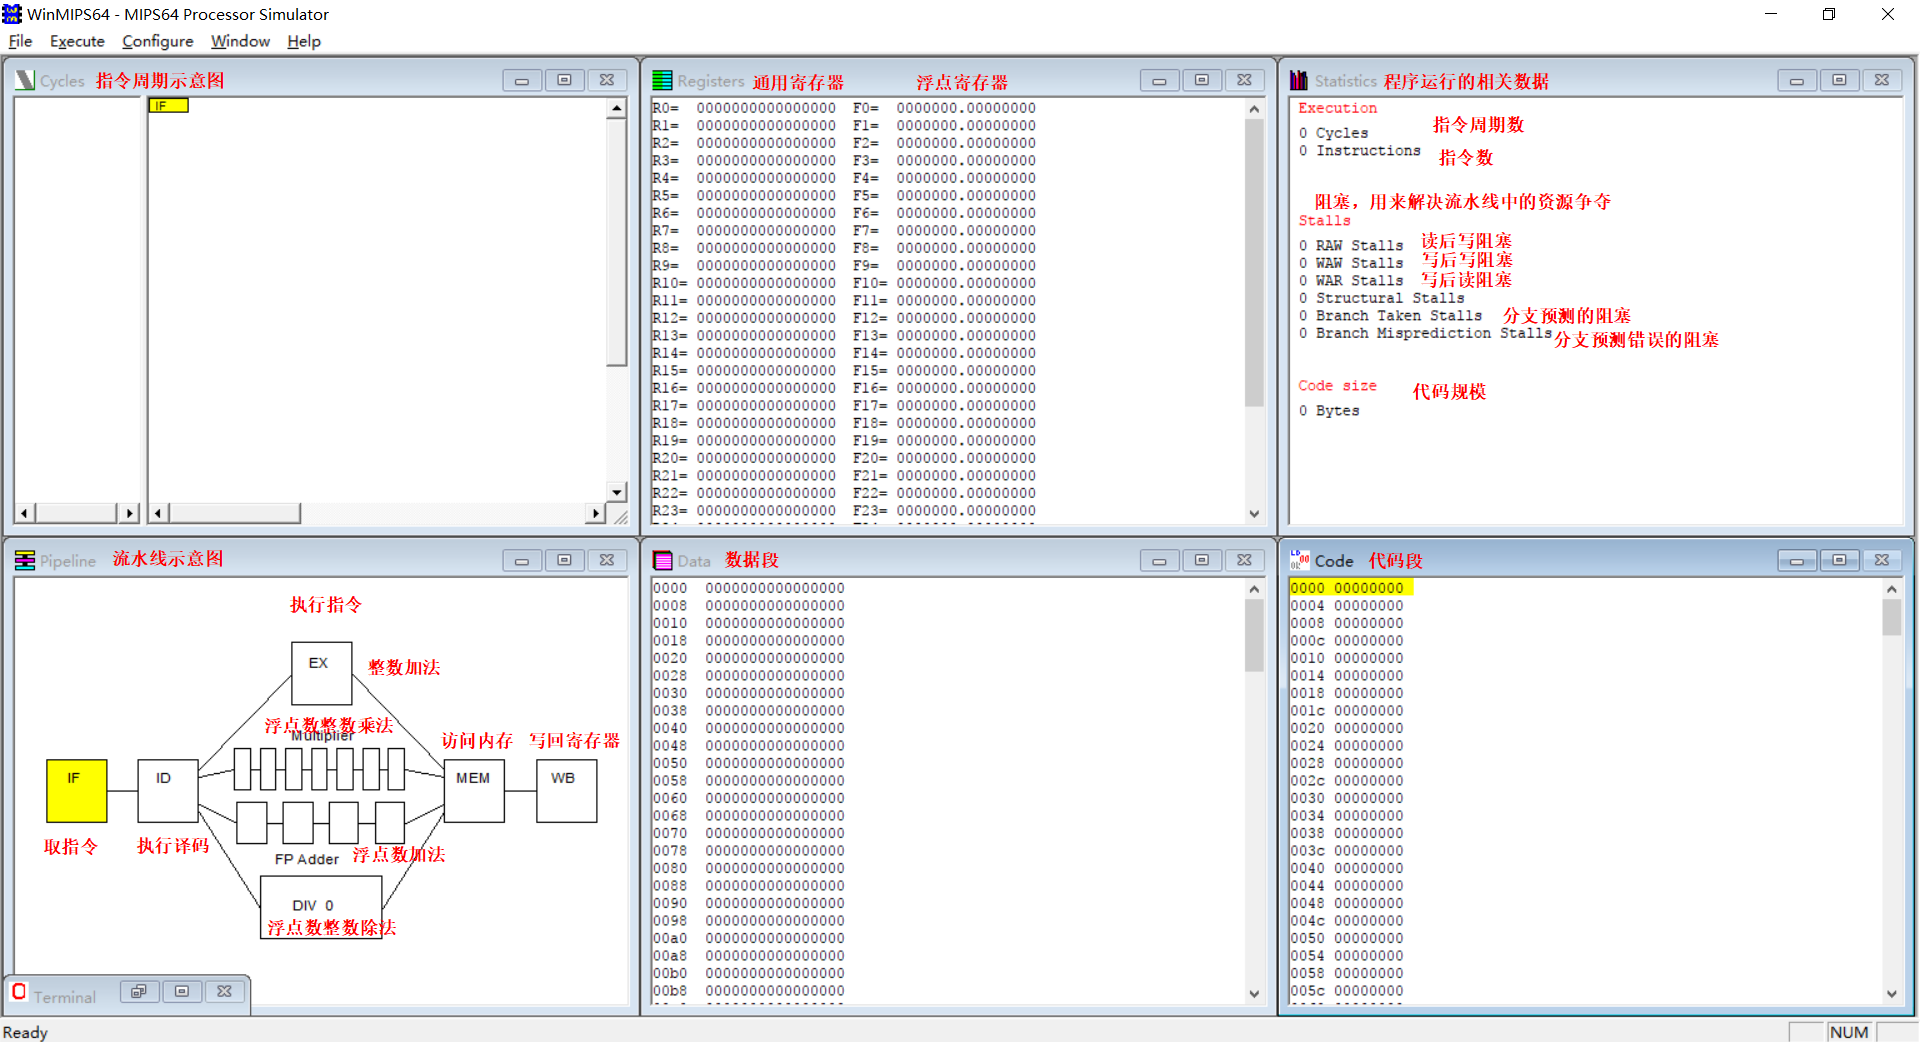 WinMIPS64 - MIPS64 Processor Simulator
File Execute Configure Window Help
Cycles 指令周期示意图
IF
Registers 通用寄存器 浮点寄存器
R0= 0000000000000000 F0= 0000000.00000000
R1= 0000000000000000 F1= 0000000.00000000
R2= 0000000000000000 F2= 0000000.00000000
R3= 0000000000000000 F3= 0000000.00000000
R4= 0000000000000000 F4= 0000000.00000000
R5= 0000000000000000 F5= 0000000.00000000
R6= 0000000000000000 F6= 0000000.00000000
R7= 0000000000000000 F7= 0000000.00000000
R8= 0000000000000000 F8= 0000000.00000000
R9= 0000000000000000 F9= 0000000.00000000
R10= 0000000000000000 F10= 0000000.00000000
R11= 0000000000000000 F11= 0000000.00000000
R12= 0000000000000000 F12= 0000000.00000000
R13= 0000000000000000 F13= 0000000.00000000
R14= 0000000000000000 F14= 0000000.00000000
R15= 0000000000000000 F15= 0000000.00000000
R16= 0000000000000000 F16= 0000000.00000000
R17= 0000000000000000 F17= 0000000.00000000
R18= 0000000000000000 F18= 0000000.00000000
R19= 0000000000000000 F19= 0000000.00000000
R20= 0000000000000000 F20= 0000000.00000000
R21= 0000000000000000 F21= 0000000.00000000
R22= 0000000000000000 F22= 0000000.00000000
R23= 0000000000000000 F23= 0000000.00000000
Statistics 程序运行的相关数据
Execution
0 Cycles 指令周期数
0 Instructions 指令数
阻塞，用来解决流水线中的资源争夺
Stalls
0 RAW Stalls 读后写阻塞
0 WAW Stalls 写后写阻塞
0 WAR Stalls 写后读阻塞
0 Structural Stalls
0 Branch Taken Stalls 分支预测的阻塞
0 Branch Misprediction Stalls 分支预测错误的阻塞
Code size 代码规模
0 Bytes
Pipeline 流水线示意图
执行指令
EX 整数加法
浮点数整数乘法
Multiplier
访问内存 写回寄存器
IF ID MEM WB
取指令 执行译码
FP Adder 浮点数加法
DIV 0
浮点数整数除法
Terminal
Data 数据段
0000 0000000000000000
0008 0000000000000000
0010 0000000000000000
0018 0000000000000000
0020 0000000000000000
0028 0000000000000000
0030 0000000000000000
0038 0000000000000000
0040 0000000000000000
0048 0000000000000000
0050 0000000000000000
0058 0000000000000000
0060 0000000000000000
0068 0000000000000000
0070 0000000000000000
0078 0000000000000000
0080 0000000000000000
0088 0000000000000000
0090 0000000000000000
0098 0000000000000000
00a0 0000000000000000
00a8 0000000000000000
00b0 0000000000000000
00b8 0000000000000000
Code 代码段
0000 00000000
0004 00000000
0008 00000000
000c 00000000
0010 00000000
0014 00000000
0018 00000000
001c 00000000
0020 00000000
0024 00000000
0028 00000000
002c 00000000
0030 00000000
0034 00000000
0038 00000000
003c 00000000
0040 00000000
0044 00000000
0048 00000000
004c 00000000
0050 00000000
0054 00000000
0058 00000000
005c 00000000
Ready
NUM